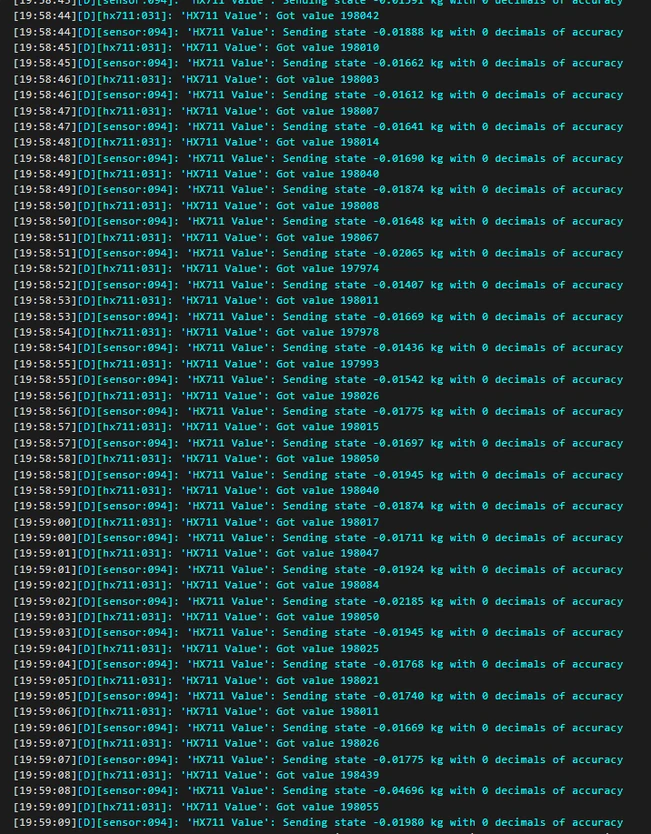 [19:58:43][D][sensor:094]: 'HX711 Value': Sending state -0.01591 kg with 0 decimals of accuracy
[19:58:44][D][hx711:031]: 'HX711 Value': Got value 198042
[19:58:44][D][sensor:094]: 'HX711 Value': Sending state -0.01888 kg with 0 decimals of accuracy
[19:58:45][D][hx711:031]: 'HX711 Value': Got value 198010
[19:58:45][D][sensor:094]: 'HX711 Value': Sending state -0.01662 kg with 0 decimals of accuracy
[19:58:46][D][hx711:031]: 'HX711 Value': Got value 198003
[19:58:46][D][sensor:094]: 'HX711 Value': Sending state -0.01612 kg with 0 decimals of accuracy
[19:58:47][D][hx711:031]: 'HX711 Value': Got value 198007
[19:58:47][D][sensor:094]: 'HX711 Value': Sending state -0.01641 kg with 0 decimals of accuracy
[19:58:48][D][hx711:031]: 'HX711 Value': Got value 198014
[19:58:48][D][sensor:094]: 'HX711 Value': Sending state -0.01690 kg with 0 decimals of accuracy
[19:58:49][D][hx711:031]: 'HX711 Value': Got value 198040
[19:58:49][D][sensor:094]: 'HX711 Value': Sending state -0.01874 kg with 0 decimals of accuracy
[19:58:50][D][hx711:031]: 'HX711 Value': Got value 198008
[19:58:50][D][sensor:094]: 'HX711 Value': Sending state -0.01648 kg with 0 decimals of accuracy
[19:58:51][D][hx711:031]: 'HX711 Value': Got value 198067
[19:58:51][D][sensor:094]: 'HX711 Value': Sending state -0.02065 kg with 0 decimals of accuracy
[19:58:52][D][hx711:031]: 'HX711 Value': Got value 197974
[19:58:52][D][sensor:094]: 'HX711 Value': Sending state -0.01407 kg with 0 decimals of accuracy
[19:58:53][D][hx711:031]: 'HX711 Value': Got value 198011
[19:58:53][D][sensor:094]: 'HX711 Value': Sending state -0.01669 kg with 0 decimals of accuracy
[19:58:54][D][hx711:031]: 'HX711 Value': Got value 197978
[19:58:54][D][sensor:094]: 'HX711 Value': Sending state -0.01436 kg with 0 decimals of accuracy
[19:58:55][D][hx711:031]: 'HX711 Value': Got value 197993
[19:58:55][D][sensor:094]: 'HX711 Value': Sending state -0.01542 kg with 0 decimals of accuracy
[19:58:56][D][hx711:031]: 'HX711 Value': Got value 198026
[19:58:56][D][sensor:094]: 'HX711 Value': Sending state -0.01775 kg with 0 decimals of accuracy
[19:58:57][D][hx711:031]: 'HX711 Value': Got value 198015
[19:58:57][D][sensor:094]: 'HX711 Value': Sending state -0.01697 kg with 0 decimals of accuracy
[19:58:58][D][hx711:031]: 'HX711 Value': Got value 198050
[19:58:58][D][sensor:094]: 'HX711 Value': Sending state -0.01945 kg with 0 decimals of accuracy
[19:58:59][D][hx711:031]: 'HX711 Value': Got value 198040
[19:58:59][D][sensor:094]: 'HX711 Value': Sending state -0.01874 kg with 0 decimals of accuracy
[19:59:00][D][hx711:031]: 'HX711 Value': Got value 198017
[19:59:00][D][sensor:094]: 'HX711 Value': Sending state -0.01711 kg with 0 decimals of accuracy
[19:59:01][D][hx711:031]: 'HX711 Value': Got value 198047
[19:59:01][D][sensor:094]: 'HX711 Value': Sending state -0.01924 kg with 0 decimals of accuracy
[19:59:02][D][hx711:031]: 'HX711 Value': Got value 198084
[19:59:02][D][sensor:094]: 'HX711 Value': Sending state -0.02185 kg with 0 decimals of accuracy
[19:59:03][D][hx711:031]: 'HX711 Value': Got value 198050
[19:59:03][D][sensor:094]: 'HX711 Value': Sending state -0.01945 kg with 0 decimals of accuracy
[19:59:04][D][hx711:031]: 'HX711 Value': Got value 198025
[19:59:04][D][sensor:094]: 'HX711 Value': Sending state -0.01768 kg with 0 decimals of accuracy
[19:59:05][D][hx711:031]: 'HX711 Value': Got value 198021
[19:59:05][D][sensor:094]: 'HX711 Value': Sending state -0.01740 kg with 0 decimals of accuracy
[19:59:06][D][hx711:031]: 'HX711 Value': Got value 198011
[19:59:06][D][sensor:094]: 'HX711 Value': Sending state -0.01669 kg with 0 decimals of accuracy
[19:59:07][D][hx711:031]: 'HX711 Value': Got value 198026
[19:59:07][D][sensor:094]: 'HX711 Value': Sending state -0.01775 kg with 0 decimals of accuracy
[19:59:08][D][hx711:031]: 'HX711 Value': Got value 198439
[19:59:08][D][sensor:094]: 'HX711 Value': Sending state -0.04696 kg with 0 decimals of accuracy
[19:59:09][D][hx711:031]: 'HX711 Value': Got value 198055
[19:59:09][D][sensor:094]: 'HX711 Value': Sending state -0.01980 kg with 0 decimals of accuracy